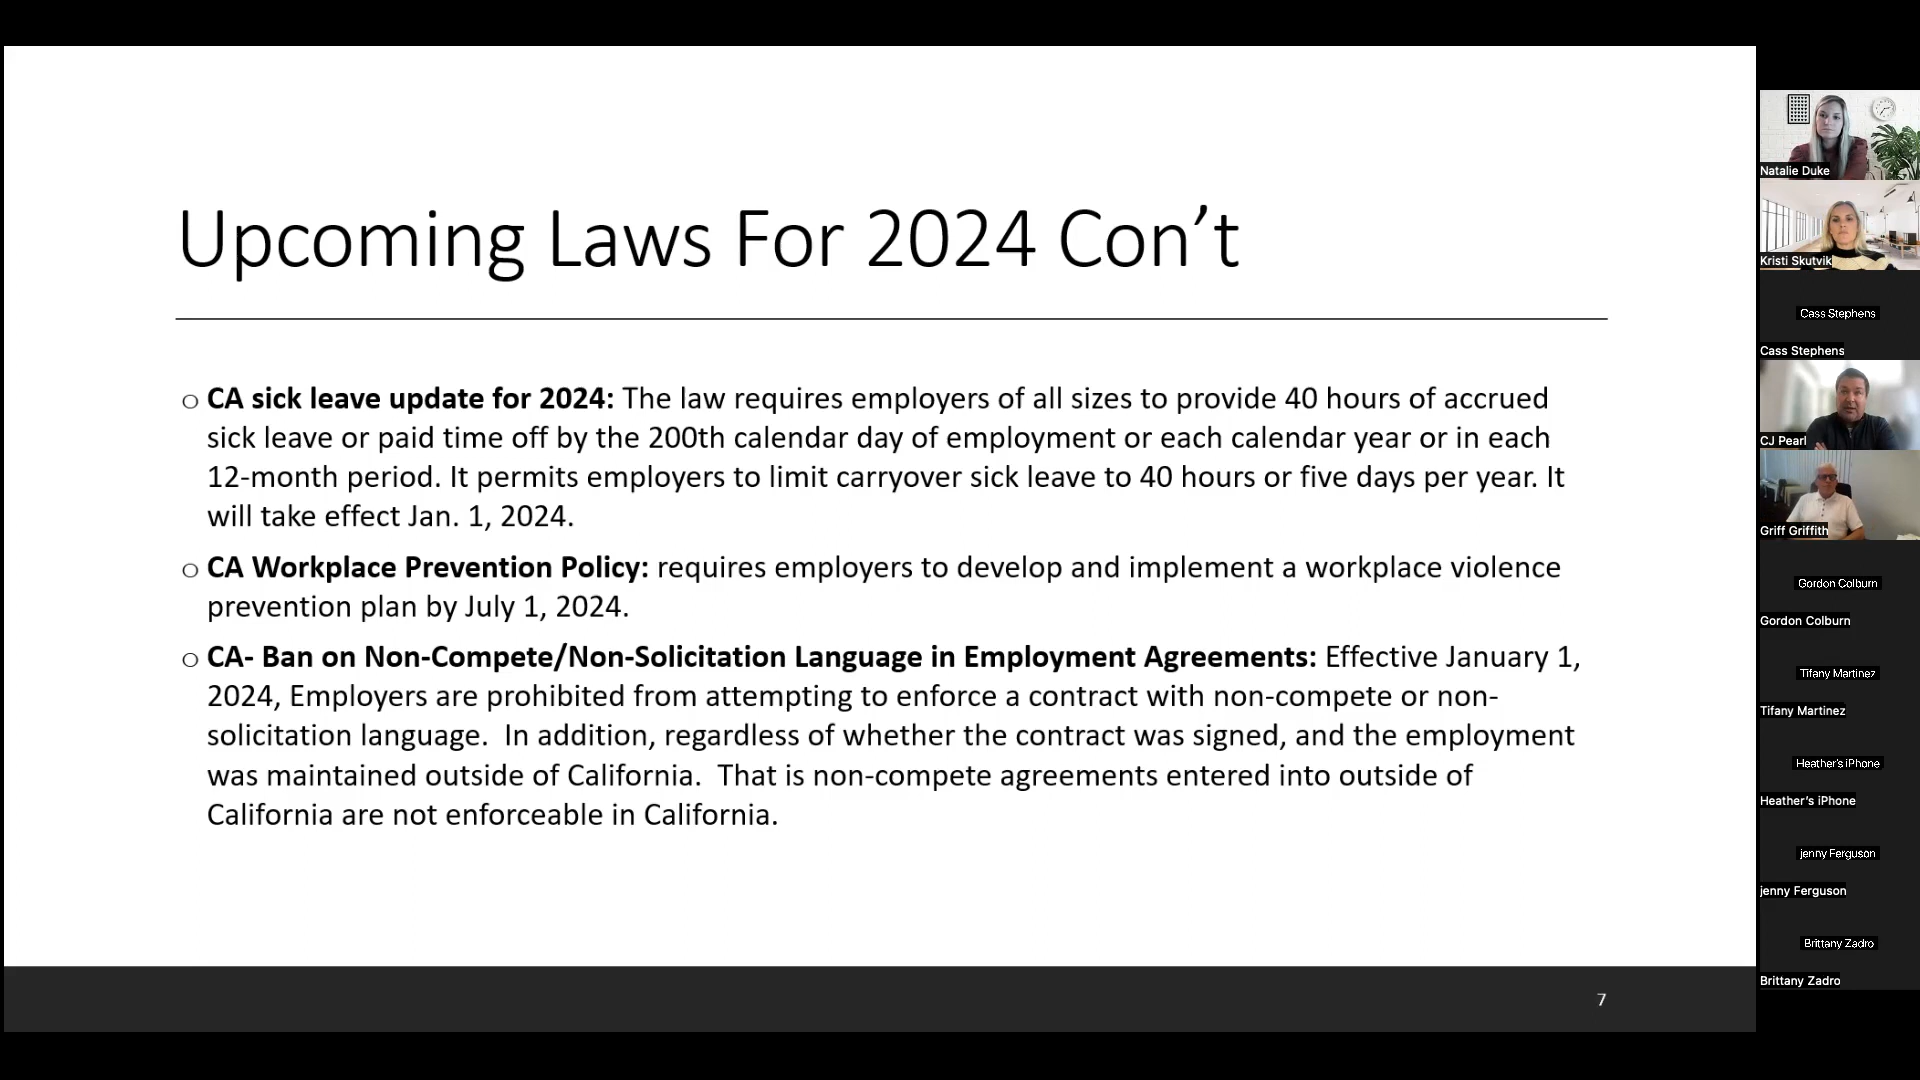 Upcoming Laws For 2024 Con’t
o CA sick leave update for 2024: The law requires employers of all sizes to provide 40 hours of accrued
sick leave or paid time off by the 200th calendar day of employment or each calendar year or in each
12-month period. It permits employers to limit carryover sick leave to 40 hours or five days per year. It
will take effect Jan. 1, 2024.
o CA Workplace Prevention Policy: requires employers to develop and implement a workplace violence
prevention plan by July 1, 2024.
o CA- Ban on Non-Compete/Non-Solicitation Language in Employment Agreements: Effective January 1,
2024, Employers are prohibited from attempting to enforce a contract with non-compete or non-
solicitation language.  In addition, regardless of whether the contract was signed, and the employment
was maintained outside of California.  That is non-compete agreements entered into outside of
California are not enforceable in California.
7
Natalie Duke
Kristi Skutvik
Cass Stephens
Cass Stephens
CJ Pearl
Griff Griffith
Gordon Colburn
Gordon Colburn
Tifany Martinez
Tifany Martinez
Heather's iPhone
Heather's iPhone
jenny Ferguson
jenny Ferguson
Brittany Zadro
Brittany Zadro